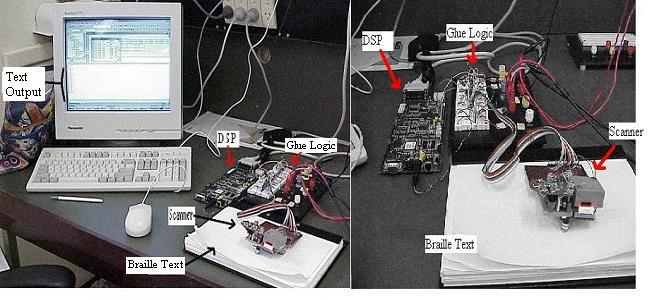 Text
Output
DSP
Glue Logic
Scanner
Braille Text
Panasonic
DSP
Glue Logic
Scanner
Braille Text